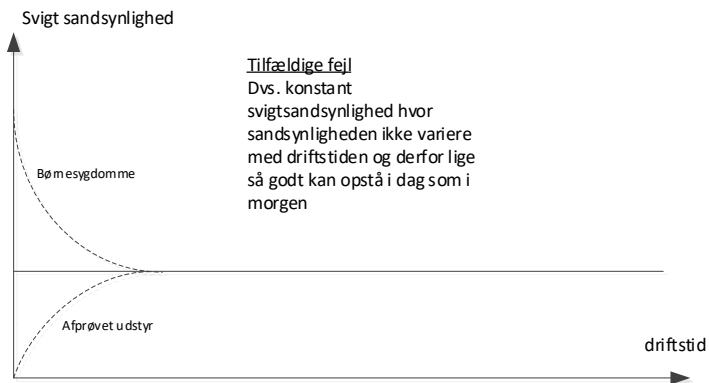 Svigt sandsynlighed
Tilfældige fejl
Dvs. konstant
svigtsandsynlighed hvor
sandsynligheden ikke variere
med driftstiden og derfor lige
så godt kan opstå i dag som i
morgen
Børnesygdomme
Afprøvet udstyr
driftstid